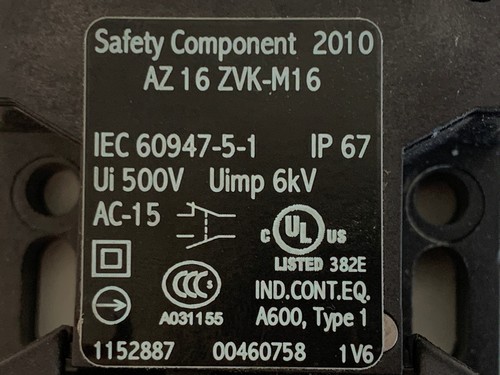 Safety Component 2010
AZ 16 ZVK-M16
IEC 60947-5-1 IP 67
Ui 500V Uimp 6kV
AC-15
C UL US
LISTED 382E
CCC S
IND.CONT.EQ.
A031155 A600, Type 1
1152887 00460758 1V6